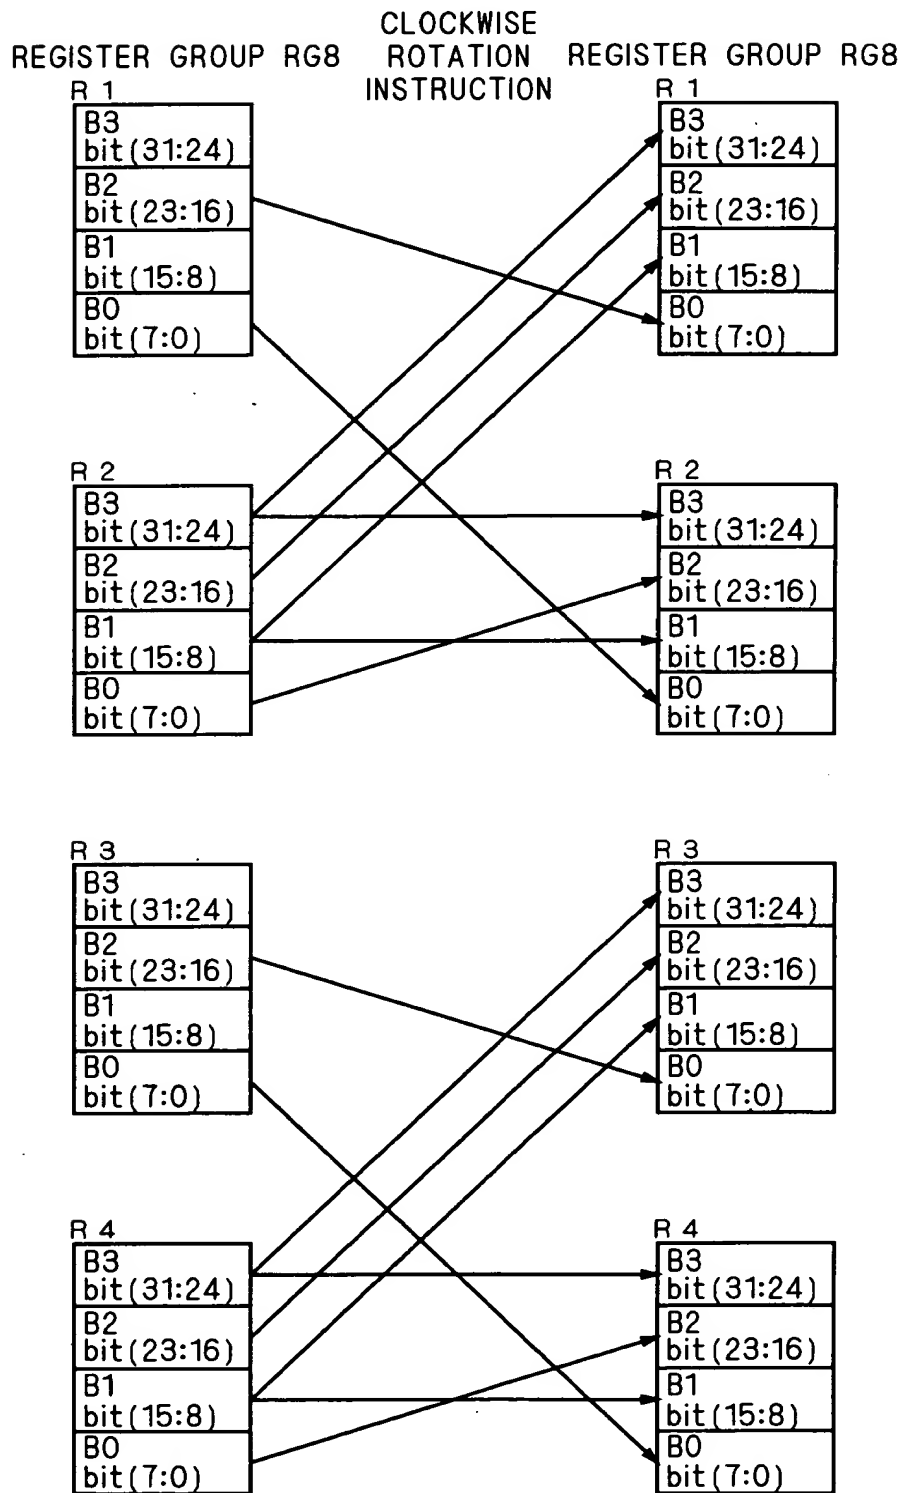 CLOCKWISE
REGISTER GROUP RG8 ROTATION REGISTER GROUP RG8
INSTRUCTION
R 1
B3
bit(31:24)
B2
bit(23:16)
B1
bit(15:8)
B0
bit(7:0)
R 1
B3
bit(31:24)
B2
bit(23:16)
B1
bit(15:8)
B0
bit(7:0)
R 2
B3
bit(31:24)
B2
bit(23:16)
B1
bit(15:8)
B0
bit(7:0)
R 2
B3
bit(31:24)
B2
bit(23:16)
B1
bit(15:8)
B0
bit(7:0)
R 3
B3
bit(31:24)
B2
bit(23:16)
B1
bit(15:8)
B0
bit(7:0)
R 3
B3
bit(31:24)
B2
bit(23:16)
B1
bit(15:8)
B0
bit(7:0)
R 4
B3
bit(31:24)
B2
bit(23:16)
B1
bit(15:8)
B0
bit(7:0)
R 4
B3
bit(31:24)
B2
bit(23:16)
B1
bit(15:8)
B0
bit(7:0)